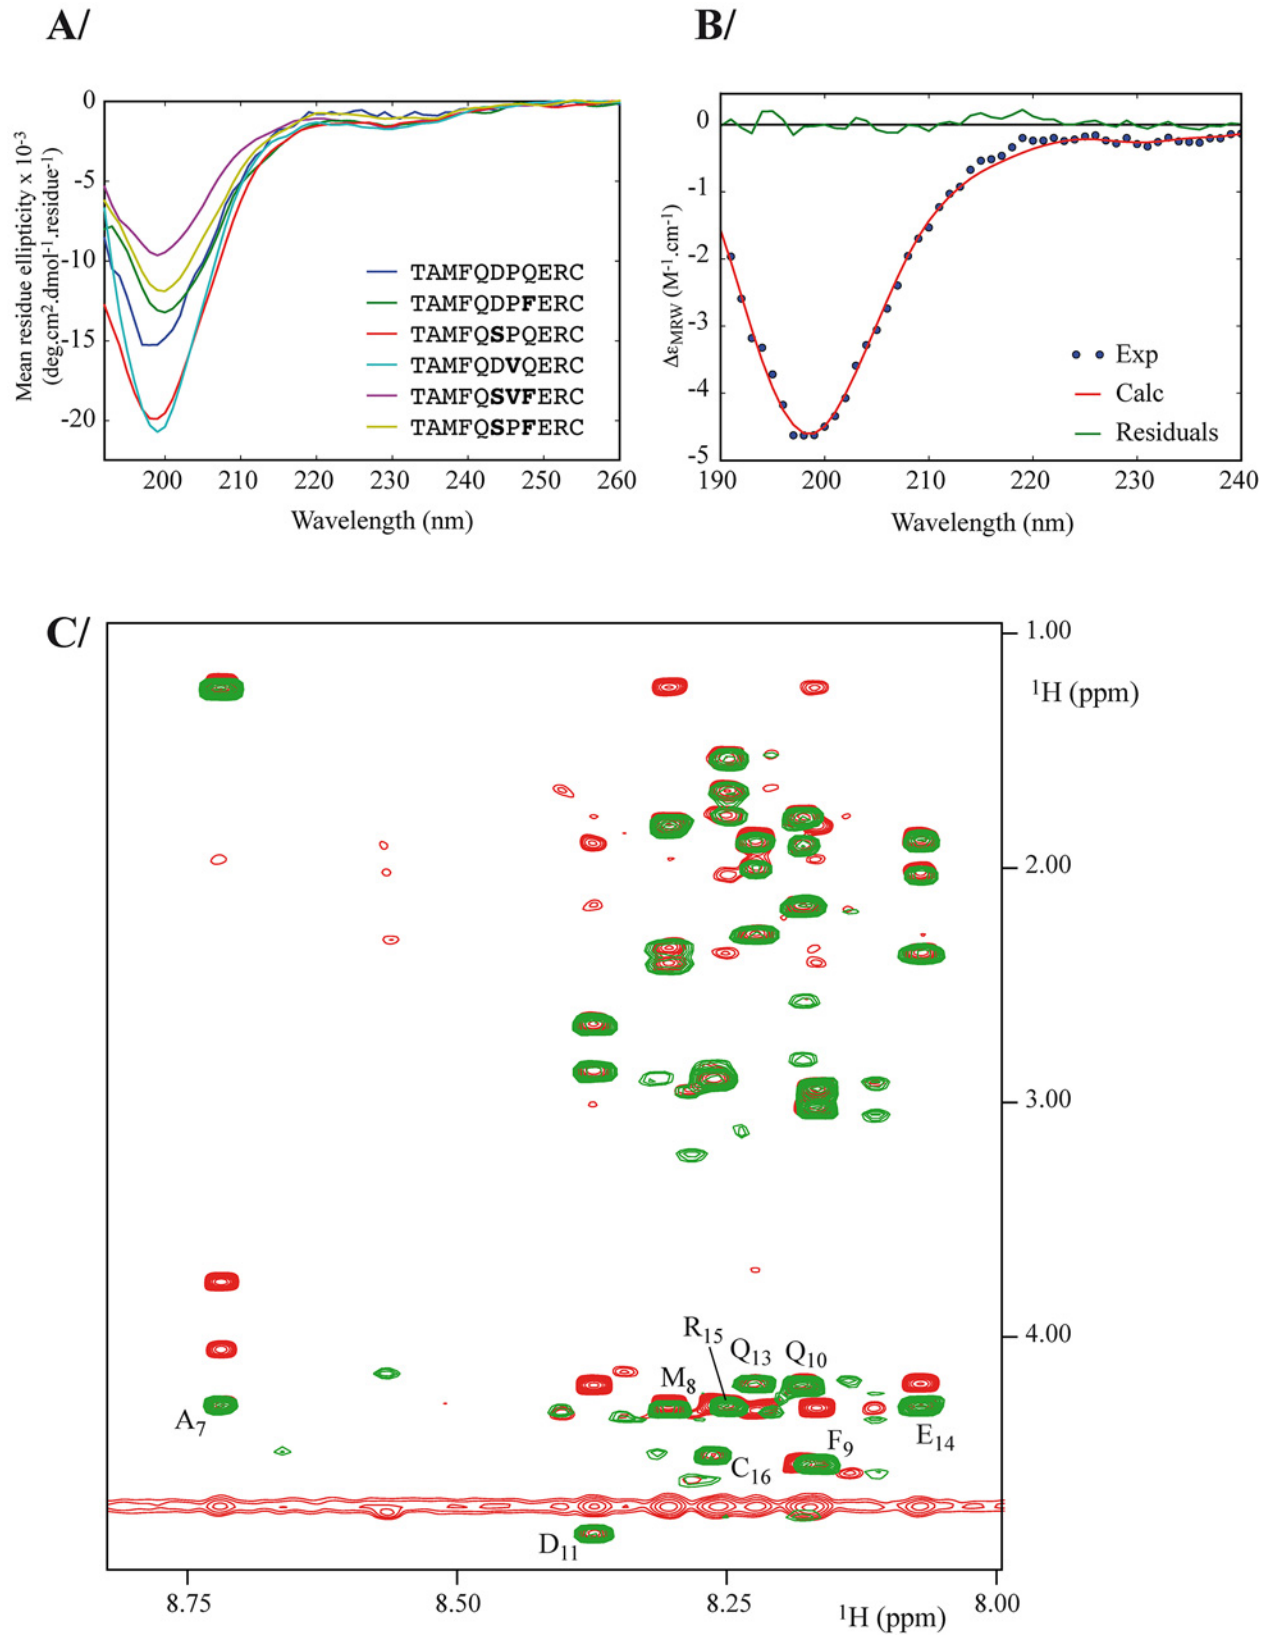 A/
B/
0
-5
-10
-15
-20
Mean residue ellipticity x 10-3
(deg.cm2.dmol-1.residue-1)
TAMFQDPQERC
TAMFQDPFERC
TAMFQSPQERC
TAMFQDVQERC
TAMFQSVFERC
TAMFQSPFERC
200 210 220 230 240 250 260
Wavelength (nm)
0
-1
-2
-3
-4
-5
ΔεMRW (M-1.cm-1)
Exp
Calc
Residuals
190 200 210 220 230 240
Wavelength (nm)
C/
1.00
1H (ppm)
2.00
3.00
4.00
R15
Q13 Q10
M8
A7
F9
E14
C16
D11
8.75 8.50 8.25 8.00
1H (ppm)